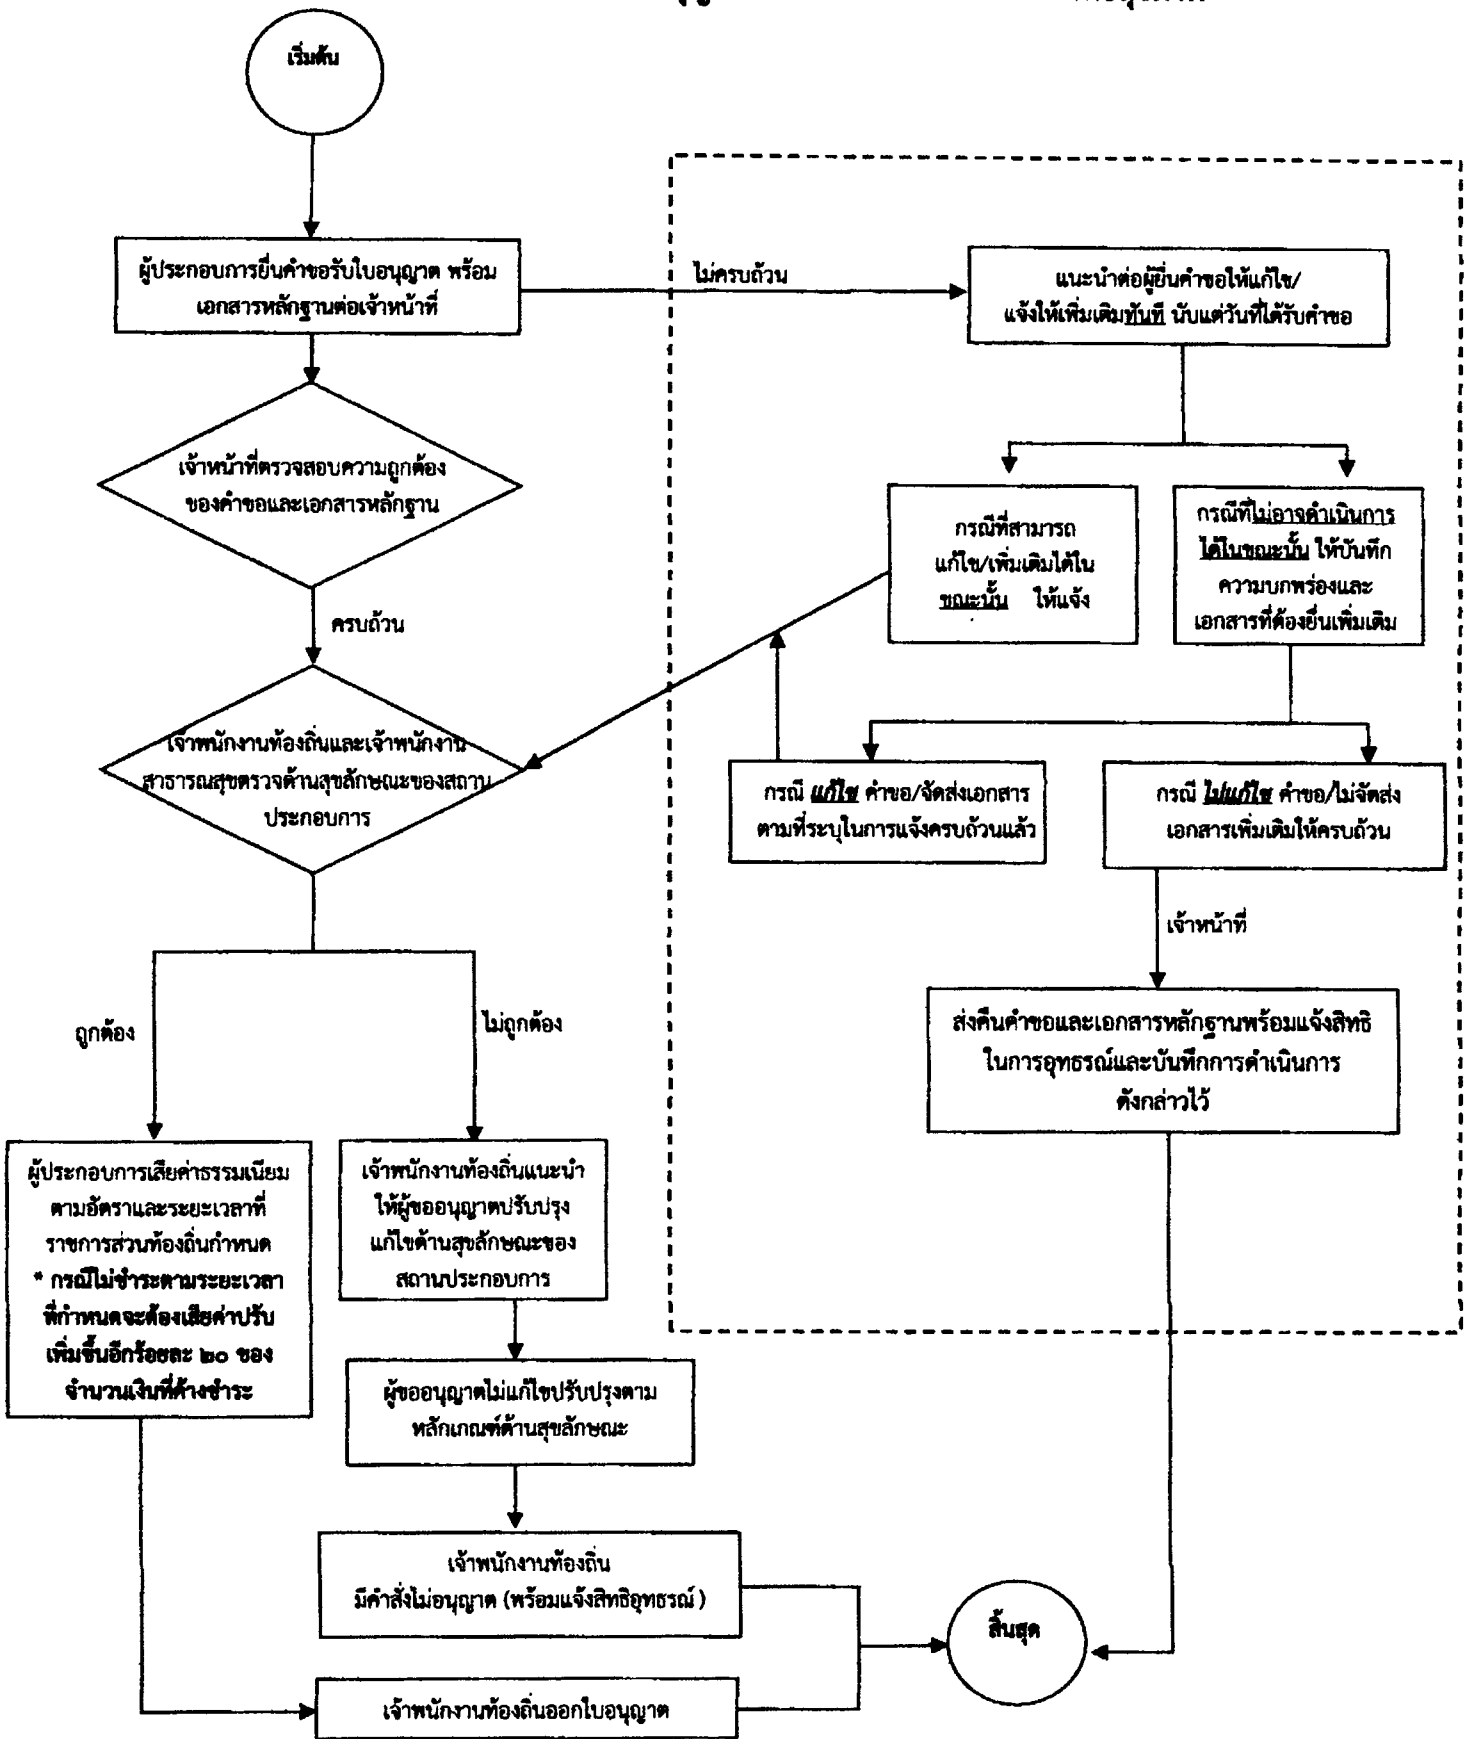 เริ่มต้น
ผู้ประกอบการยื่นคำขอรับใบอนุญาต พร้อม
เอกสารหลักฐานต่อเจ้าหน้าที่
ไม่ครบถ้วน
แนะนำต่อผู้ยื่นคำขอให้แก้ไข/
แจ้งให้เพิ่มเติมทันที นับแต่วันที่ได้รับคำขอ
เจ้าหน้าที่ตรวจสอบความถูกต้อง
ของคำขอและเอกสารหลักฐาน
กรณีที่สามารถ
แก้ไข/เพิ่มเติมได้ใน
ขณะนั้น ให้แจ้ง
กรณีที่ไม่อาจดำเนินการ
ได้ในขณะนั้น ให้บันทึก
ความบกพร่องและ
เอกสารที่ต้องยื่นเพิ่มเติม
ครบถ้วน
เจ้าพนักงานท้องถิ่นและเจ้าพนักงาน
สาธารณสุขตรวจด้านสุขลักษณะของสถาน
ประกอบการ
กรณี แก้ไข คำขอ/จัดส่งเอกสาร
ตามที่ระบุในการแจ้งครบถ้วนแล้ว
กรณี ไม่แก้ไข คำขอ/ไม่จัดส่ง
เอกสารเพิ่มเติมให้ครบถ้วน
เจ้าหน้าที่
ส่งคืนคำขอและเอกสารหลักฐานพร้อมแจ้งสิทธิ
ในการอุทธรณ์และบันทึกการดำเนินการ
ดังกล่าวไว้
ถูกต้อง
ไม่ถูกต้อง
ผู้ประกอบการเสียค่าธรรมเนียม
ตามอัตราและระยะเวลาที่
ราชการส่วนท้องถิ่นกำหนด
* กรณีไม่ชำระตามระยะเวลา
ที่กำหนดจะต้องเสียค่าปรับ
เพิ่มขึ้นอีกร้อยละ ๒๐ ของ
จำนวนเงินที่ค้างชำระ
เจ้าพนักงานท้องถิ่นแนะนำ
ให้ผู้ขออนุญาตปรับปรุง
แก้ไขด้านสุขลักษณะของ
สถานประกอบการ
ผู้ขออนุญาตไม่แก้ไขปรับปรุงตาม
หลักเกณฑ์ด้านสุขลักษณะ
เจ้าพนักงานท้องถิ่น
มีคำสั่งไม่อนุญาต (พร้อมแจ้งสิทธิอุทธรณ์)
สิ้นสุด
เจ้าพนักงานท้องถิ่นออกใบอนุญาต